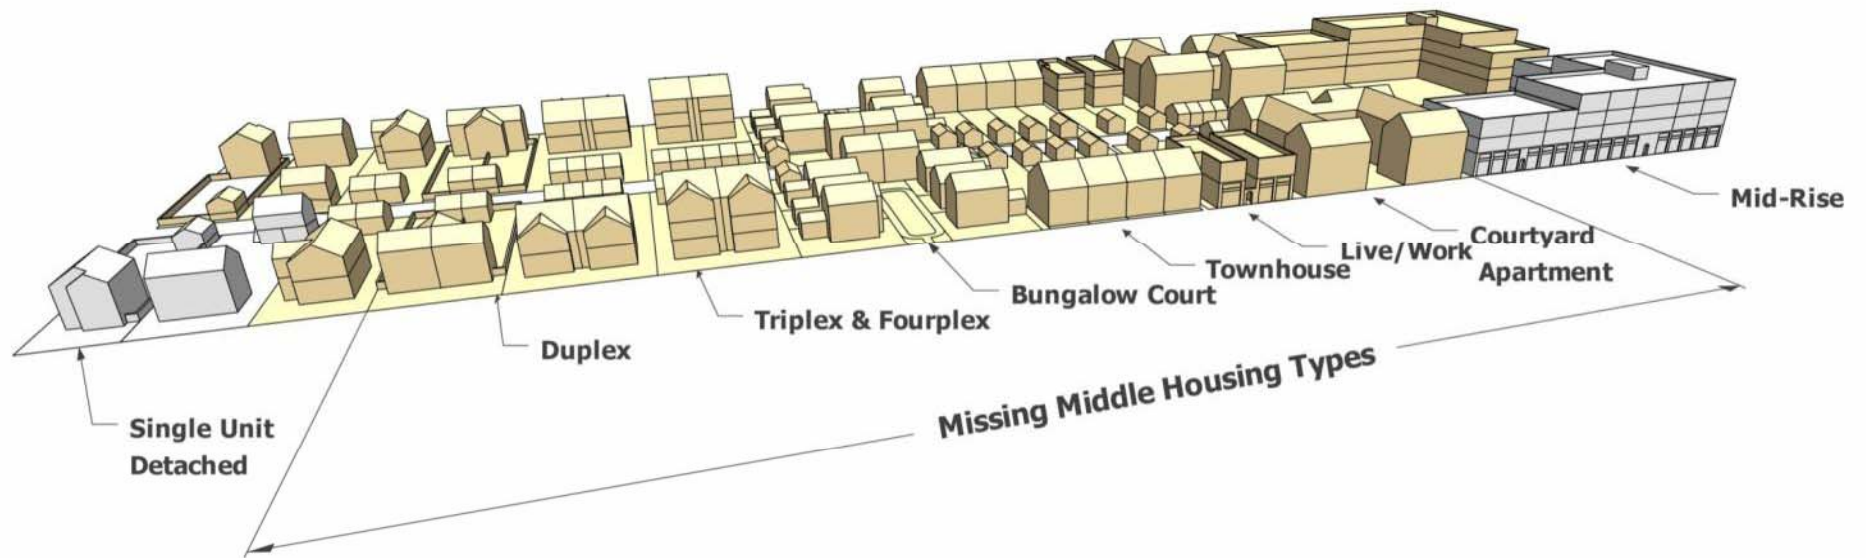 Single Unit
Detached
Duplex
Triplex & Fourplex
Bungalow Court
Townhouse
Live/Work
Courtyard
Apartment
Mid-Rise
Missing Middle Housing Types